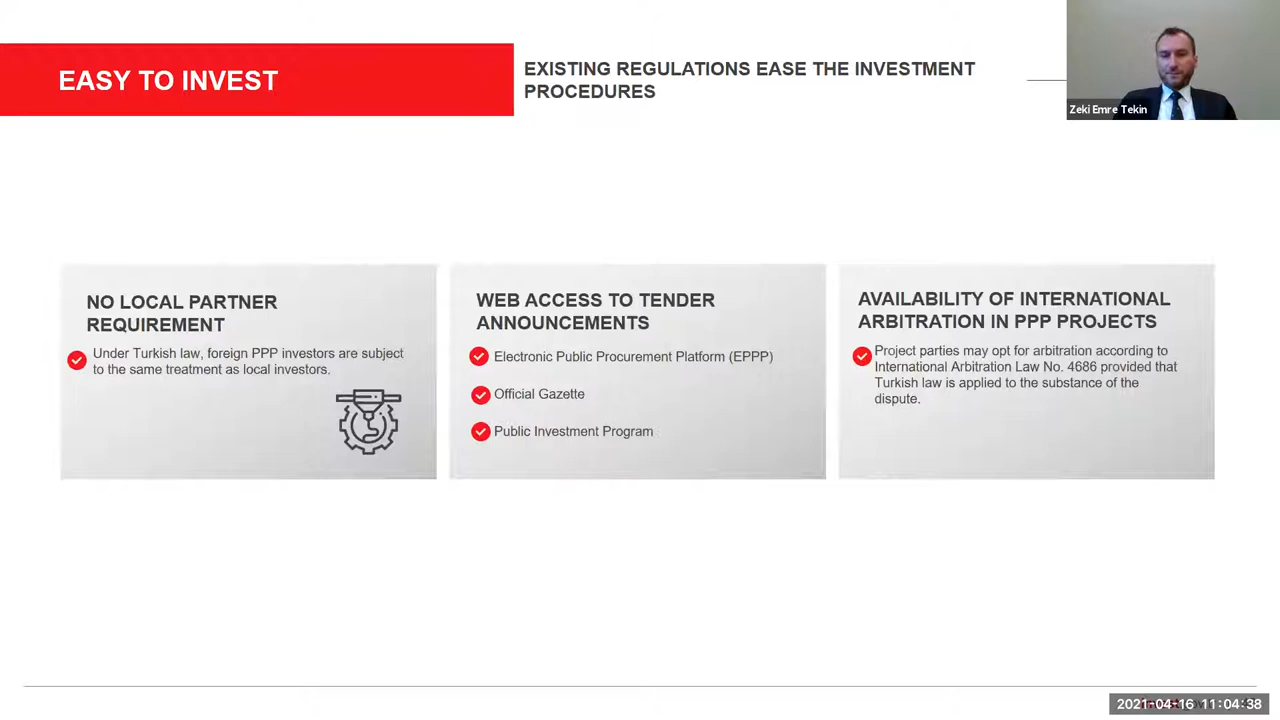 EASY TO INVEST
EXISTING REGULATIONS EASE THE INVESTMENT
PROCEDURES
Zeki Emre Tekin
NO LOCAL PARTNER
REQUIREMENT
Under Turkish law, foreign PPP investors are subject
to the same treatment as local investors.
WEB ACCESS TO TENDER
ANNOUNCEMENTS
Electronic Public Procurement Platform (EPPP)
Official Gazette
Public Investment Program
AVAILABILITY OF INTERNATIONAL
ARBITRATION IN PPP PROJECTS
Project parties may opt for arbitration according to
International Arbitration Law No. 4686 provided that
Turkish law is applied to the substance of the
dispute.
2021-04-16 11:04:38